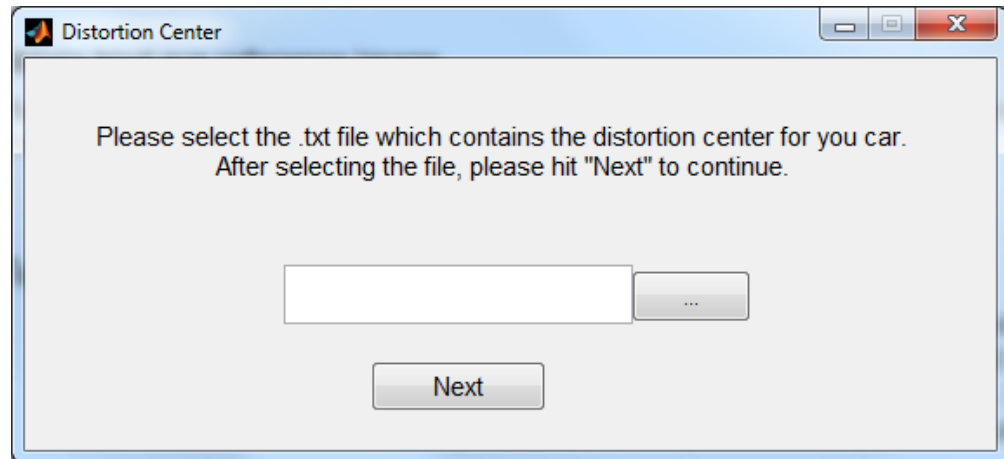 Distortion Center
Please select the .txt file which contains the distortion center for you car.
After selecting the file, please hit "Next" to continue.
...
Next